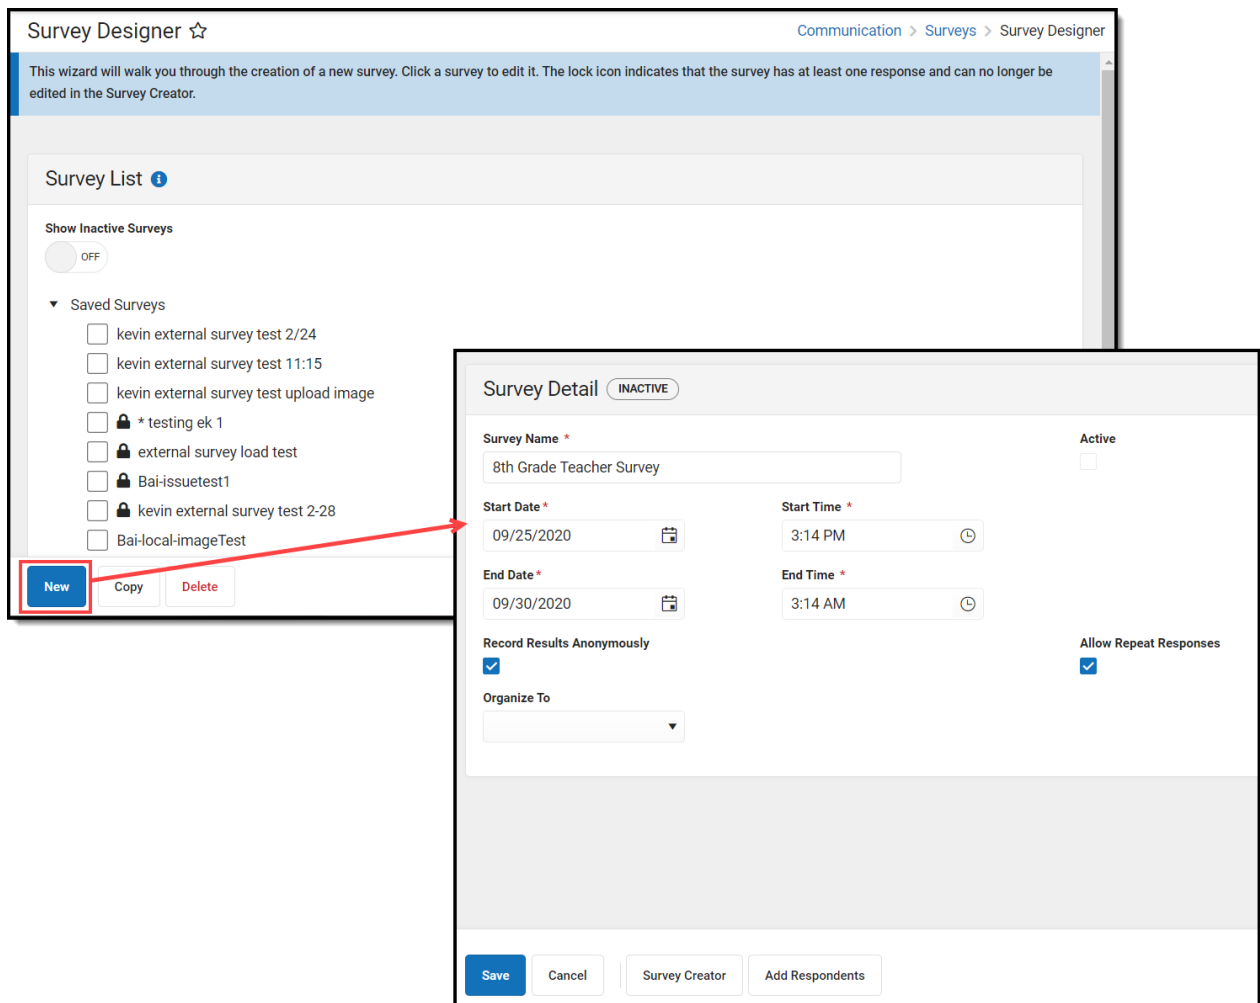 Survey Designer
Communication > Surveys > Survey Designer
This wizard will walk you through the creation of a new survey. Click a survey to edit it. The lock icon indicates that the survey has at least one response and can no longer be
edited in the Survey Creator.
Survey List
Show Inactive Surveys
OFF
Saved Surveys
kevin external survey test 2/24
kevin external survey test 11:15
kevin external survey test upload image
* testing ek 1
external survey load test
Bai-issuetest1
kevin external survey test 2-28
Bai-local-imageTest
New Copy Delete
Survey Detail INACTIVE
Survey Name * Active
8th Grade Teacher Survey
Start Date * Start Time *
09/25/2020 3:14 PM
End Date * End Time *
09/30/2020 3:14 AM
Record Results Anonymously Allow Repeat Responses
Organize To
Save Cancel Survey Creator Add Respondents